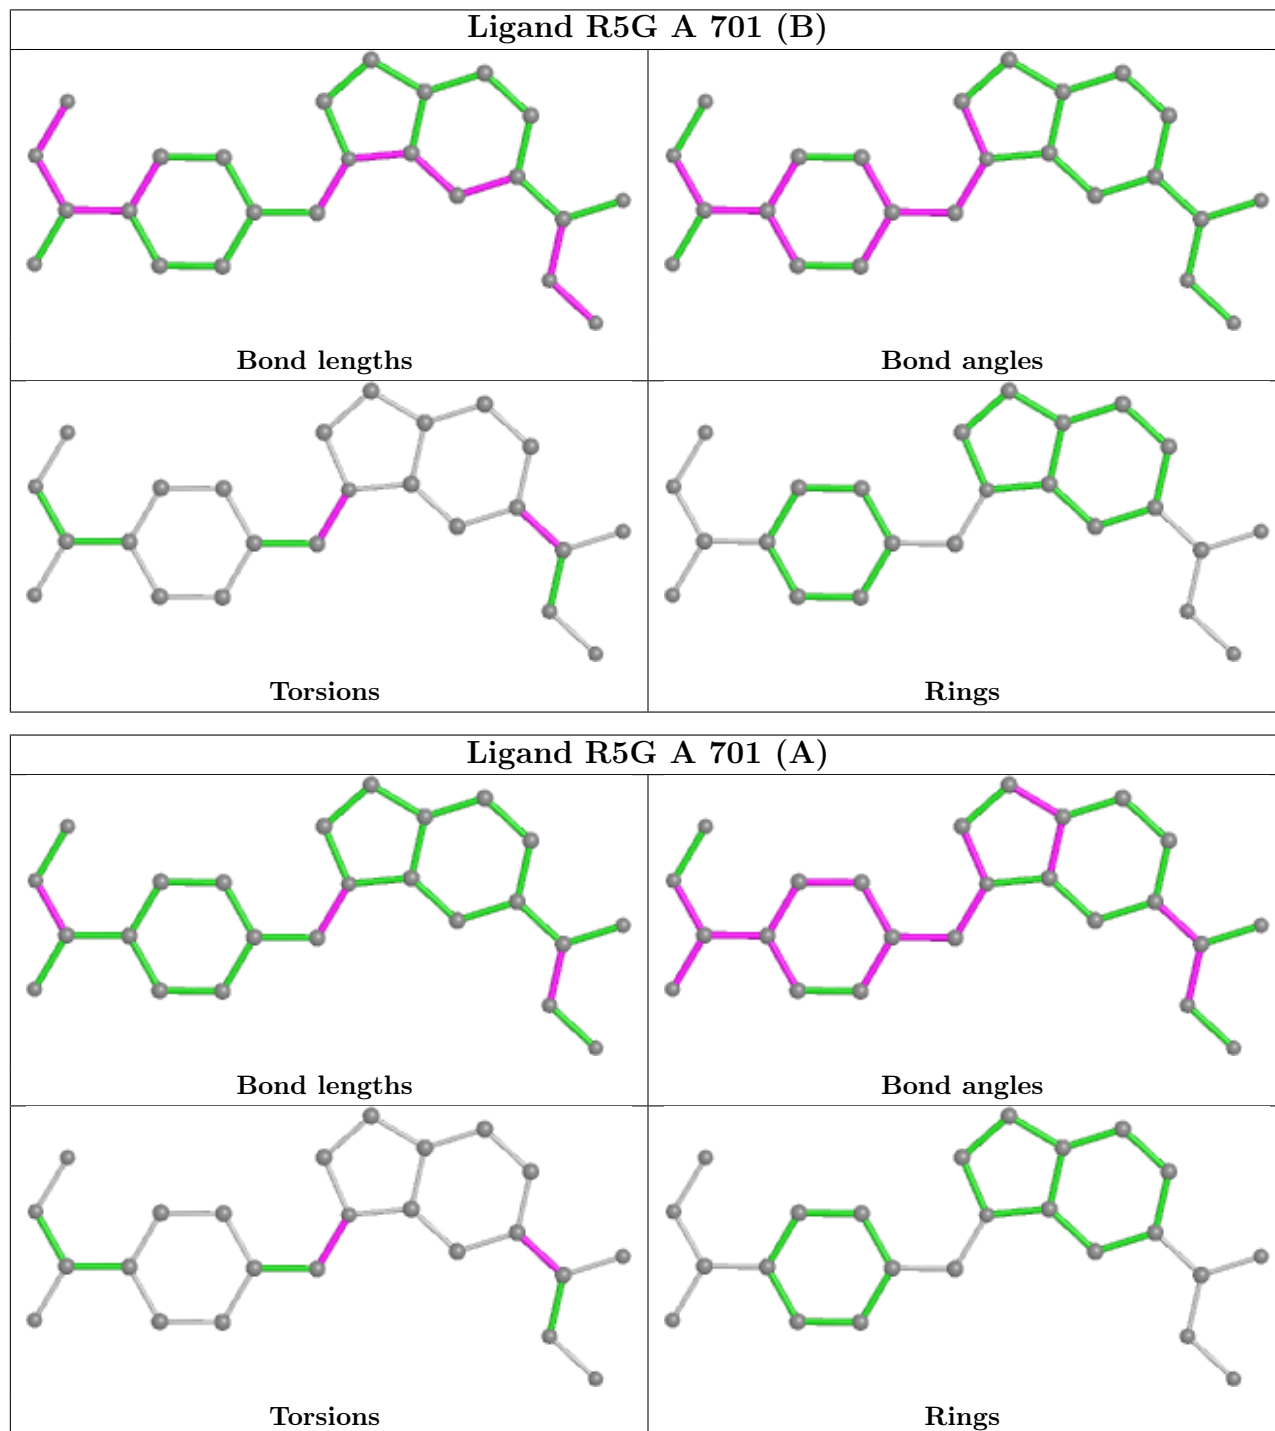 Ligand R5G A 701 (B)
Bond lengths
Bond angles
Torsions
Rings
Ligand R5G A 701 (A)
Bond lengths
Bond angles
Torsions
Rings